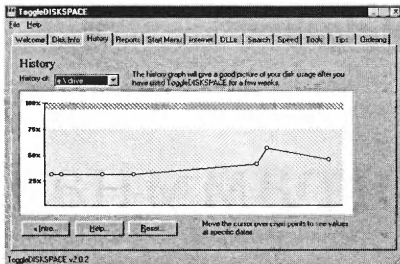 ToggleDISKSPACE
File Help
Welcome Disk Info History Reports Start Menu Internet DLLs Search Speed Tools Tips Ordering
History
History of: e:\ drive
The history graph will give a good picture of your disk usage after you
have used ToggleDISKSPACE for a few weeks.
100%
75%
50%
25%
< Intro... Help... Reset...
Move the cursor over chart points to see values
at specific dates
ToggleDISKSPACE v2.0.2